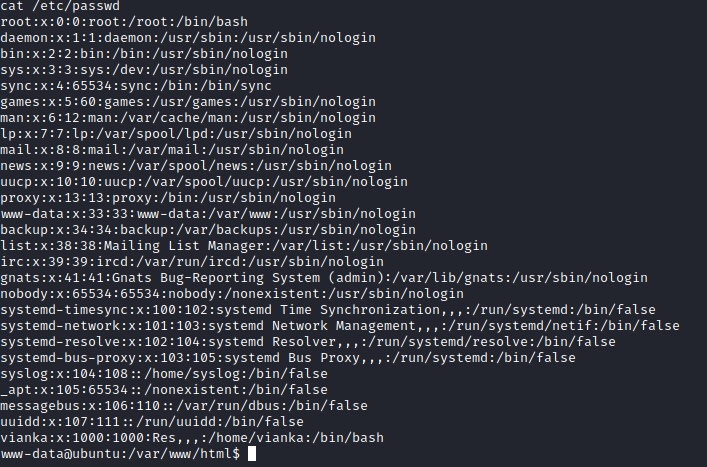 cat /etc/passwd
root:x:0:0:root:/root:/bin/bash
daemon:x:1:1:daemon:/usr/sbin:/usr/sbin/nologin
bin:x:2:2:bin:/bin:/usr/sbin/nologin
sys:x:3:3:sys:/dev:/usr/sbin/nologin
sync:x:4:65534:sync:/bin:/bin/sync
games:x:5:60:games:/usr/games:/usr/sbin/nologin
man:x:6:12:man:/var/cache/man:/usr/sbin/nologin
lp:x:7:7:lp:/var/spool/lpd:/usr/sbin/nologin
mail:x:8:8:mail:/var/mail:/usr/sbin/nologin
news:x:9:9:news:/var/spool/news:/usr/sbin/nologin
uucp:x:10:10:uucp:/var/spool/uucp:/usr/sbin/nologin
proxy:x:13:13:proxy:/bin:/usr/sbin/nologin
www-data:x:33:33:www-data:/var/www:/usr/sbin/nologin
backup:x:34:34:backup:/var/backups:/usr/sbin/nologin
list:x:38:38:Mailing List Manager:/var/list:/usr/sbin/nologin
irc:x:39:39:ircd:/var/run/ircd:/usr/sbin/nologin
gnats:x:41:41:Gnats Bug-Reporting System (admin):/var/lib/gnats:/usr/sbin/nologin
nobody:x:65534:65534:nobody:/nonexistent:/usr/sbin/nologin
systemd-timesync:x:100:102:systemd Time Synchronization,,,:/run/systemd:/bin/false
systemd-network:x:101:103:systemd Network Management,,,:/run/systemd/netif:/bin/false
systemd-resolve:x:102:104:systemd Resolver,,,:/run/systemd/resolve:/bin/false
systemd-bus-proxy:x:103:105:systemd Bus Proxy,,,:/run/systemd:/bin/false
syslog:x:104:108::/home/syslog:/bin/false
_apt:x:105:65534::/nonexistent:/bin/false
messagebus:x:106:110::/var/run/dbus:/bin/false
uuidd:x:107:111::/run/uuidd:/bin/false
vianka:x:1000:1000:Res,,,:/home/vianka:/bin/bash
www-data@ubuntu:/var/www/html$